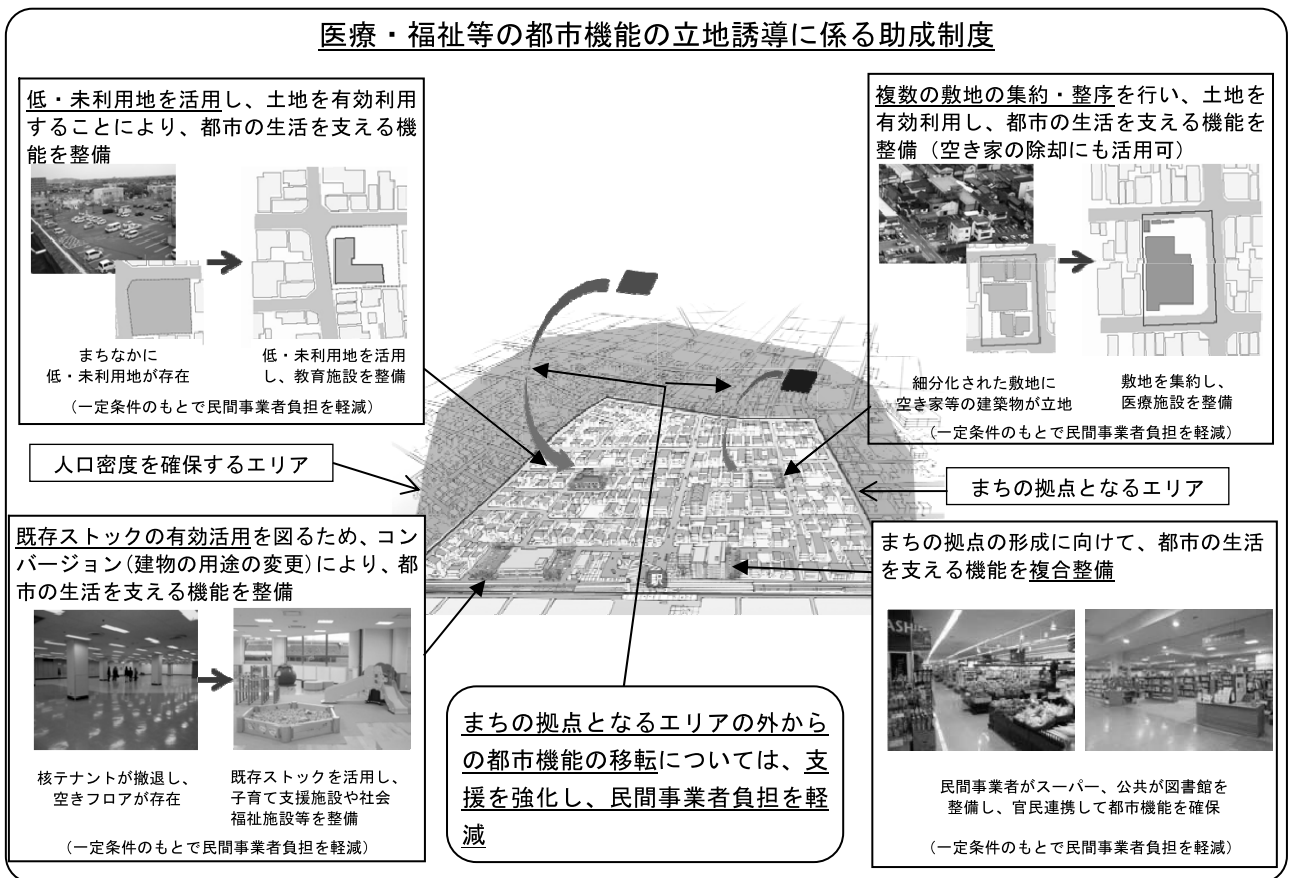 医療・福祉等の都市機能の立地誘導に係る助成制度
低・未利用地を活用し、土地を有効利用
することにより、都市の生活を支える機
能を整備
まちなかに
低・未利用地が存在
低・未利用地を活用
し、教育施設を整備
（一定条件のもとで民間事業者負担を軽減）
複数の敷地の集約・整序を行い、土地を
有効利用し、都市の生活を支える機能を
整備（空き家の除却にも活用可）
細分化された敷地に
空き家等の建築物が立地
敷地を集約し、
医療施設を整備
（一定条件のもとで民間事業者負担を軽減）
人口密度を確保するエリア
まちの拠点となるエリア
駅
既存ストックの有効活用を図るため、コン
バージョン（建物の用途の変更）により、都
市の生活を支える機能を整備
核テナントが撤退し、
空きフロアが存在
既存ストックを活用し、
子育て支援施設や社会
福祉施設等を整備
（一定条件のもとで民間事業者負担を軽減）
まちの拠点となるエリアの外から
の都市機能の移転については、支
援を強化し、民間事業者負担を軽
減
まちの拠点の形成に向けて、都市の生活
を支える機能を複合整備
民間事業者がスーパー、公共が図書館を
整備し、官民連携して都市機能を確保
（一定条件のもとで民間事業者負担を軽減）